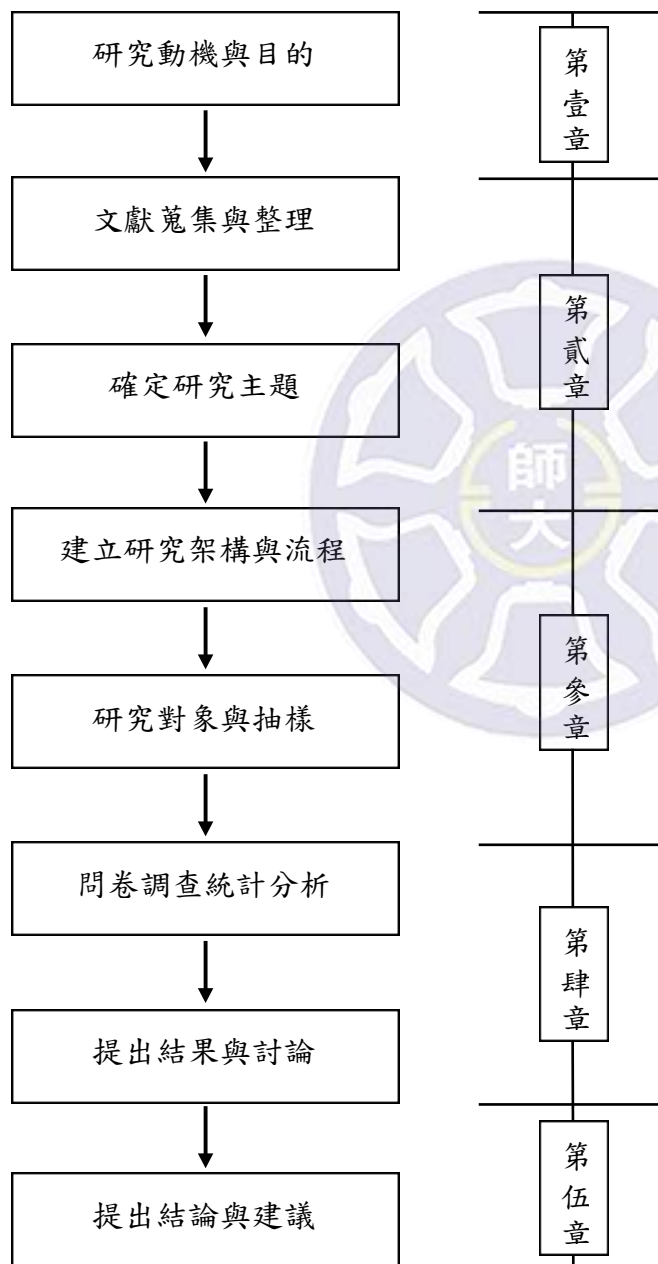 研究動機與目的
文獻蒐集與整理
確定研究主題
建立研究架構與流程
研究對象與抽樣
問卷調查統計分析
提出結果與討論
提出結論與建議
第壹章
第貳章
第參章
第肆章
第伍章
師大